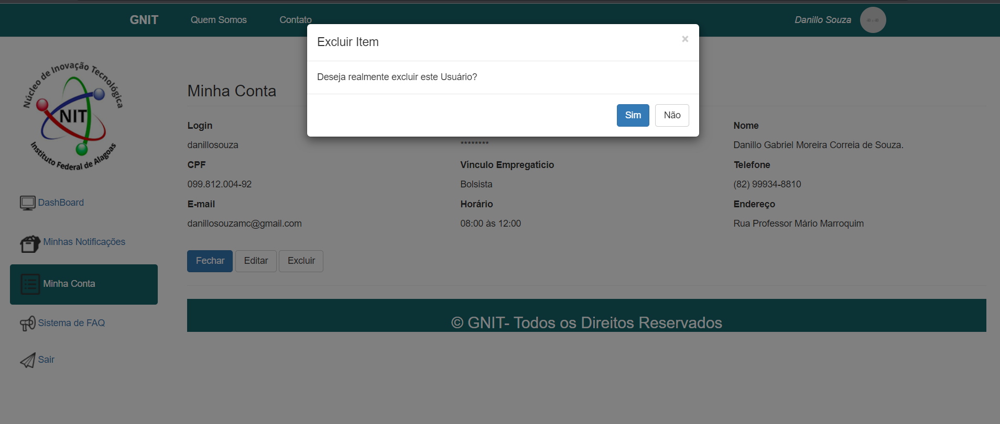 GNIT
Quem Somos
Contato
Danillo Souza
Excluir Item
×
Deseja realmente excluir este Usuário?
Sim
Não
Núcleo de Inovação Tecnológica
NIT
Instituto Federal de Alagoas
DashBoard
Minhas Notificações
Minha Conta
Sistema de FAQ
Sair
Minha Conta
Login
Nome
danillosouza
********
Danillo Gabriel Moreira Correia de Souza.
CPF
Vínculo Empregatício
Telefone
099.812.004-92
Bolsista
(82) 99934-8810
E-mail
Horário
Endereço
danillosouzamc@gmail.com
08:00 às 12:00
Rua Professor Mário Marroquim
Fechar
Editar
Excluir
© GNIT- Todos os Direitos Reservados